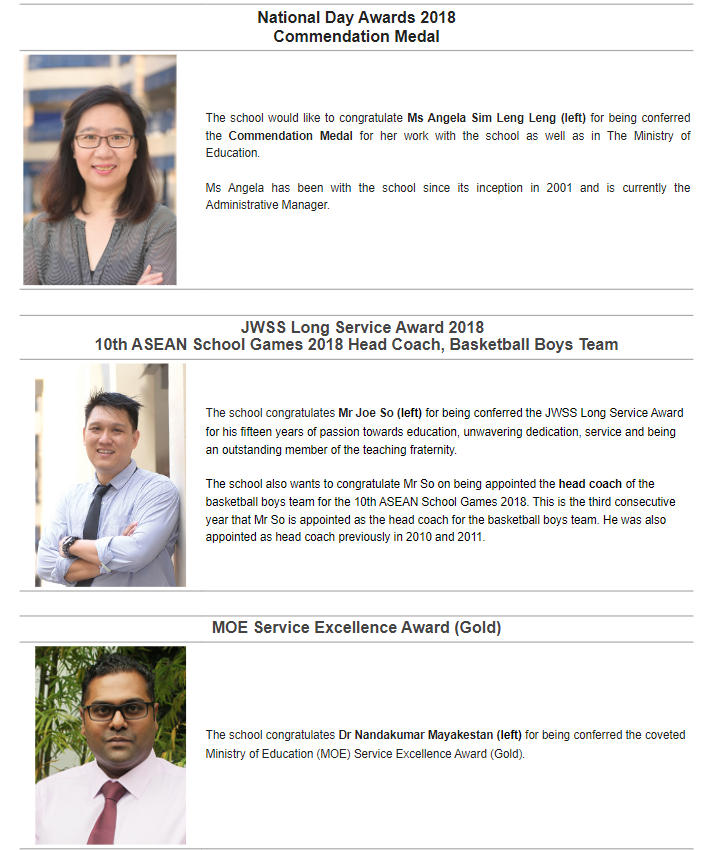 National Day Awards 2018
Commendation Medal
The school would like to congratulate Ms Angela Sim Leng Leng (left) for being conferred
the Commendation Medal for her work with the school as well as in The Ministry of
Education.
Ms Angela has been with the school since its inception in 2001 and is currently the
Administrative Manager.
JWSS Long Service Award 2018
10th ASEAN School Games 2018 Head Coach, Basketball Boys Team
The school congratulates Mr Joe So (left) for being conferred the JWSS Long Service Award
for his fifteen years of passion towards education, unwavering dedication, service and being
an outstanding member of the teaching fraternity.
The school also wants to congratulate Mr So on being appointed the head coach of the
basketball boys team for the 10th ASEAN School Games 2018. This is the third consecutive
year that Mr So is appointed as the head coach for the basketball boys team. He was also
appointed as head coach previously in 2010 and 2011.
MOE Service Excellence Award (Gold)
The school congratulates Dr Nandakumar Mayakestan (left) for being conferred the coveted
Ministry of Education (MOE) Service Excellence Award (Gold).